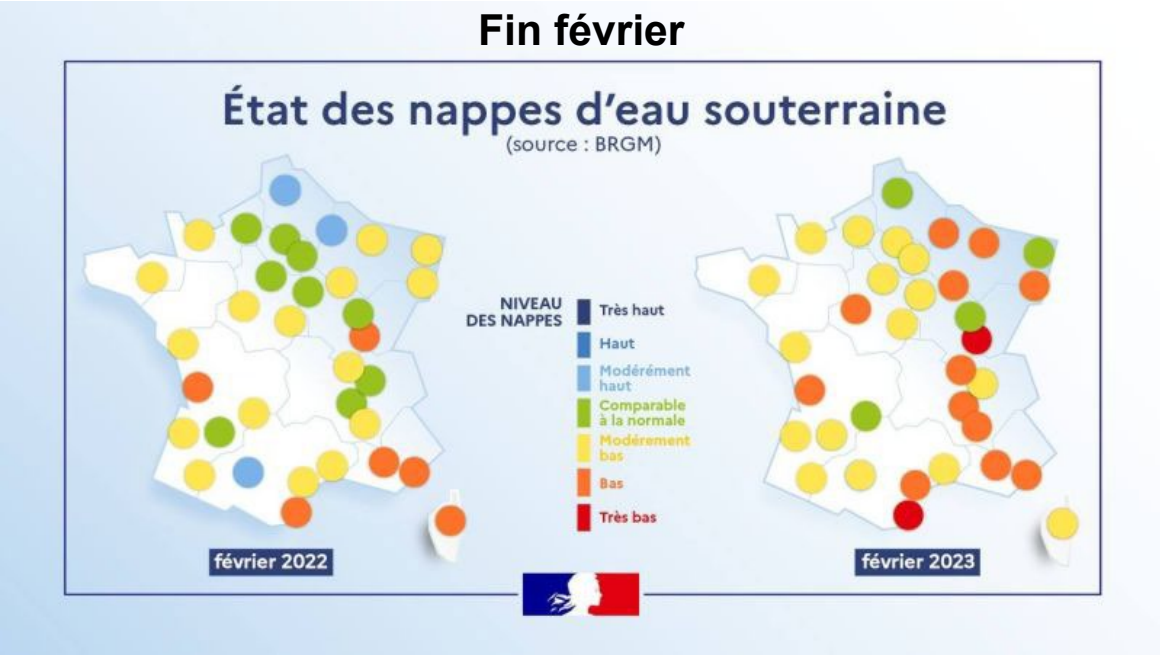 Fin février
État des nappes d'eau souterraine
(source : BRGM)
NIVEAU
DES NAPPES
Très haut
Haut
Modérément
haut
Comparable
à la normale
Modérement
bas
Bas
Très bas
février 2022
février 2023